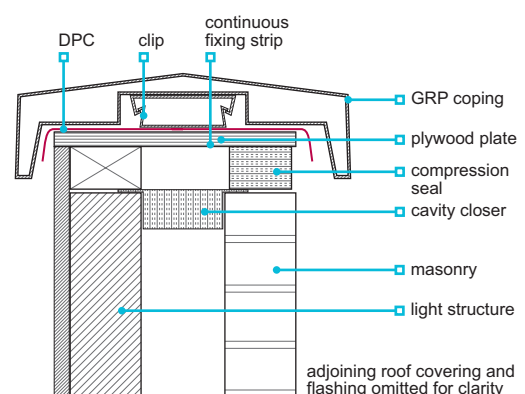 DPC
clip
continuous
fixing strip
GRP coping
plywood plate
compression
seal
cavity closer
masonry
light structure
adjoining roof covering and
flashing omitted for clarity